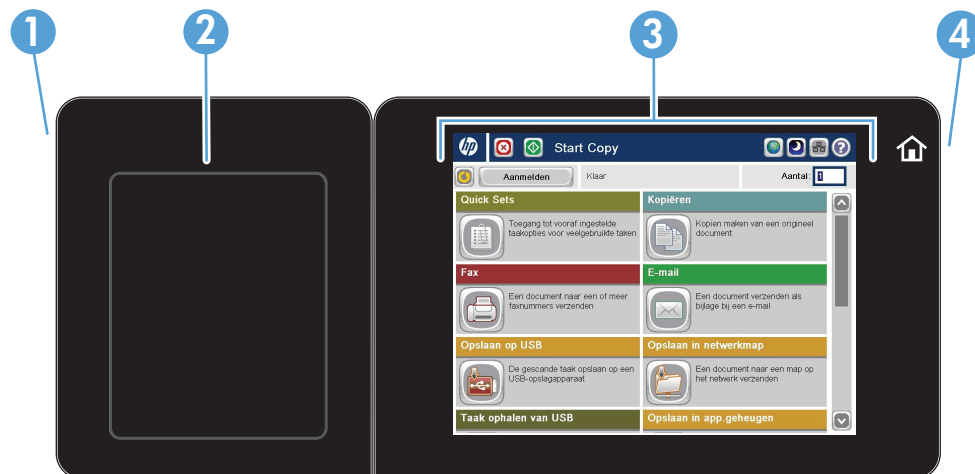 1
2
3
4
hp
Start Copy
Aanmelden
Klaar
Aantal: 1
Quick Sets
Toegang tot vooraf ingestelde
taakopties voor veelgebruikte taken
Kopiëren
Kopien maken van een origineel
document
Fax
Een document naar een of meer
faxnummers verzenden
E-mail
Een document verzenden als
bijlage bij een e-mail
Opslaan op USB
De gescande taak opslaan op een
USB-opslagapparaat
Opslaan in netwerkmap
Een document naar een map op
het netwerk verzenden
Taak ophalen van USB
Opslaan in app.geheugen